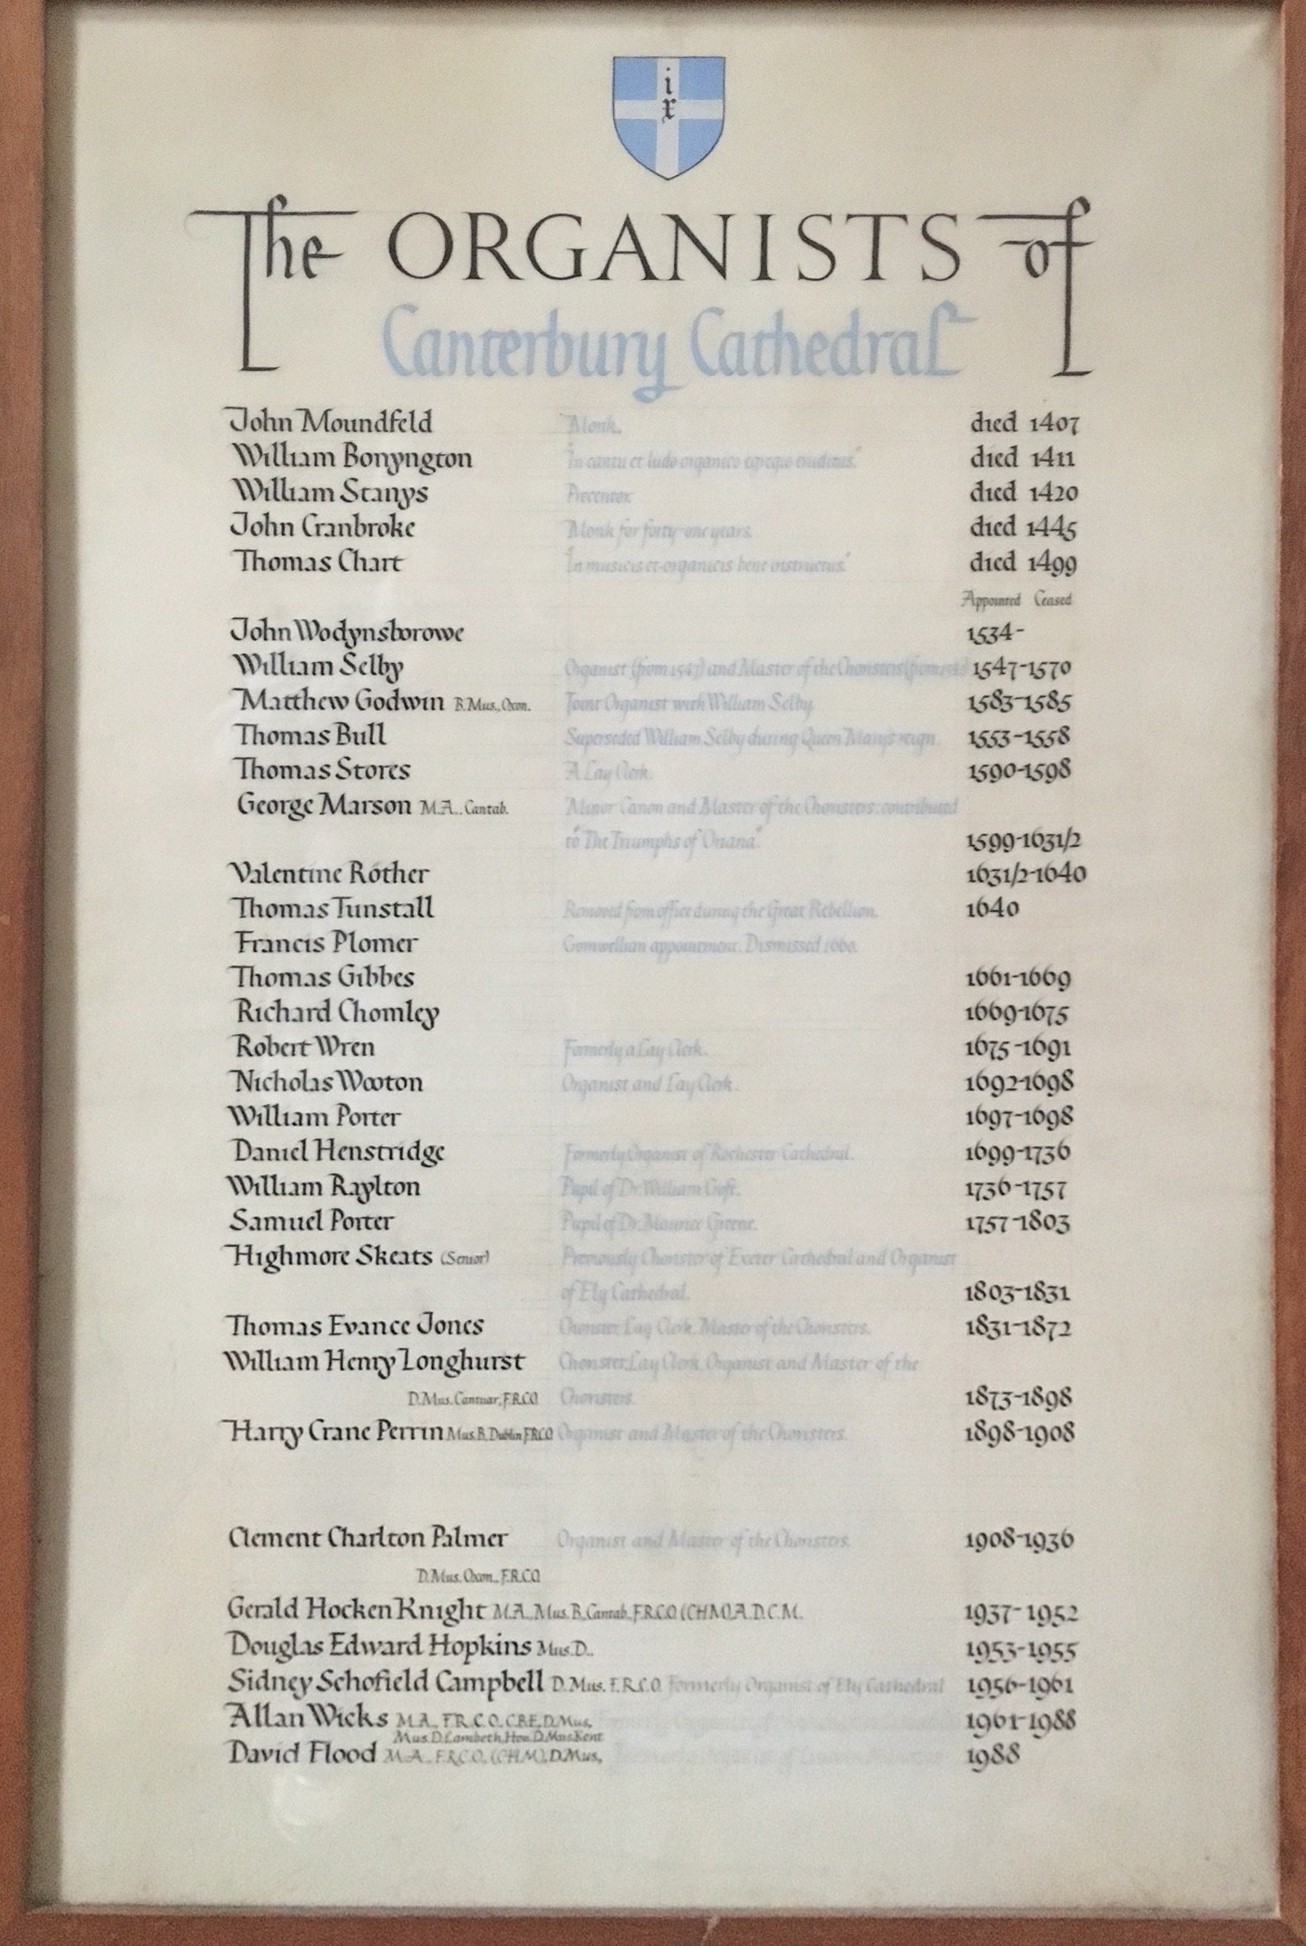 i
x
The ORGANISTS of
Canterbury Cathedral
John Moundfeld Monk. died 1407
William Bonyngton "In cantu et ludo organico egregie eruditus." died 1411
William Stanys Precentor died 1420
John Cranbroke Monk for forty-one years. died 1445
Thomas Chart "In musicis et organicis bene instructus." died 1499
Appointed Ceased
John Wodynsborowe 1534-
William Selby Organist (from 1547) and Master of the Choristers (from 1547-1570
Matthew Godwin B.Mus., Oxon. Joint Organist with William Selby. 1583-1585
Thomas Bull Superseded William Selby during Queen Mary's reign. 1553-1558
Thomas Stores A Lay Clerk. 1590-1598
George Marson M.A., Cantab. Minor Canon and Master of the Choristers: contributed
to "The Triumphs of Oriana". 1599-1631/2
Valentine Rother 1631/2-1640
Thomas Tunstall Removed from office during the Great Rebellion. 1640
Francis Plomer Cromwellian appointment. Dismissed 1660.
Thomas Gibbes 1661-1669
Richard Chomley 1669-1675
Robert Wren Formerly a Lay Clerk. 1675-1691
Nicholas Wooton Organist and Lay Clerk. 1692-1698
William Porter 1697-1698
Daniel Henstridge Formerly Organist of Rochester Cathedral. 1699-1736
William Raylton Pupil of Dr. William Croft. 1736-1757
Samuel Porter Pupil of Dr. Maurice Greene. 1757-1803
Highmore Skeats (Senior) Previously Chorister of Exeter Cathedral and Organist
of Ely Cathedral. 1803-1831
Thomas Evance Jones Chorister, Lay Clerk, Master of the Choristers. 1831-1872
William Henry Longhurst Chorister, Lay Clerk, Organist and Master of the
D.Mus. Cantuar, F.R.C.O. Choristers. 1873-1898
Harry Crane Perrin Mus.B. Dublin, F.R.C.O. Organist and Master of the Choristers. 1898-1908
Clement Charlton Palmer Organist and Master of the Choristers. 1908-1936
D.Mus. Oxon., F.R.C.O.
Gerald Hocken Knight M.A., Mus.B., Cantab., F.R.C.O. (CHM), A.D.C.M. 1937-1952
Douglas Edward Hopkins Mus.D.. 1953-1955
Sidney Schofield Campbell D.Mus. F.R.C.O. Formerly Organist of Ely Cathedral 1956-1961
Allan Wicks M.A., F.R.C.O., C.B.E., D.Mus, Formerly Organist of 1961-1988
Mus.D. Lambeth, Hon. D.Mus Kent
David Flood M.A., F.R.C.O, (CHM), D.Mus, 1988